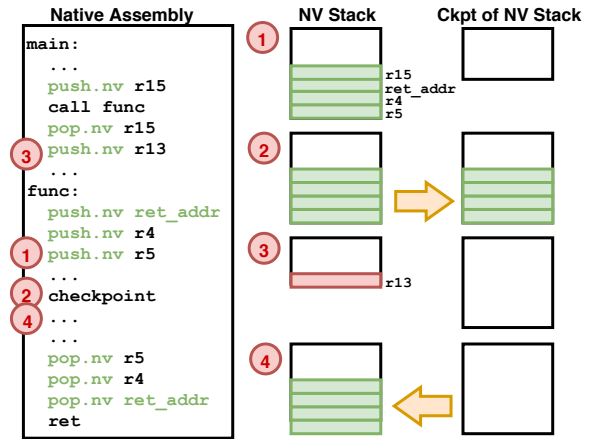 Native Assembly
main:
...
push.nv r15
call func
pop.nv r15
3 push.nv r13
...
func:
push.nv ret_addr
push.nv r4
1 push.nv r5
...
2 checkpoint
4 ...
...
pop.nv r5
pop.nv r4
pop.nv ret_addr
ret
NV Stack
Ckpt of NV Stack
1
r15
ret_addr
r4
r5
2
3
r13
4